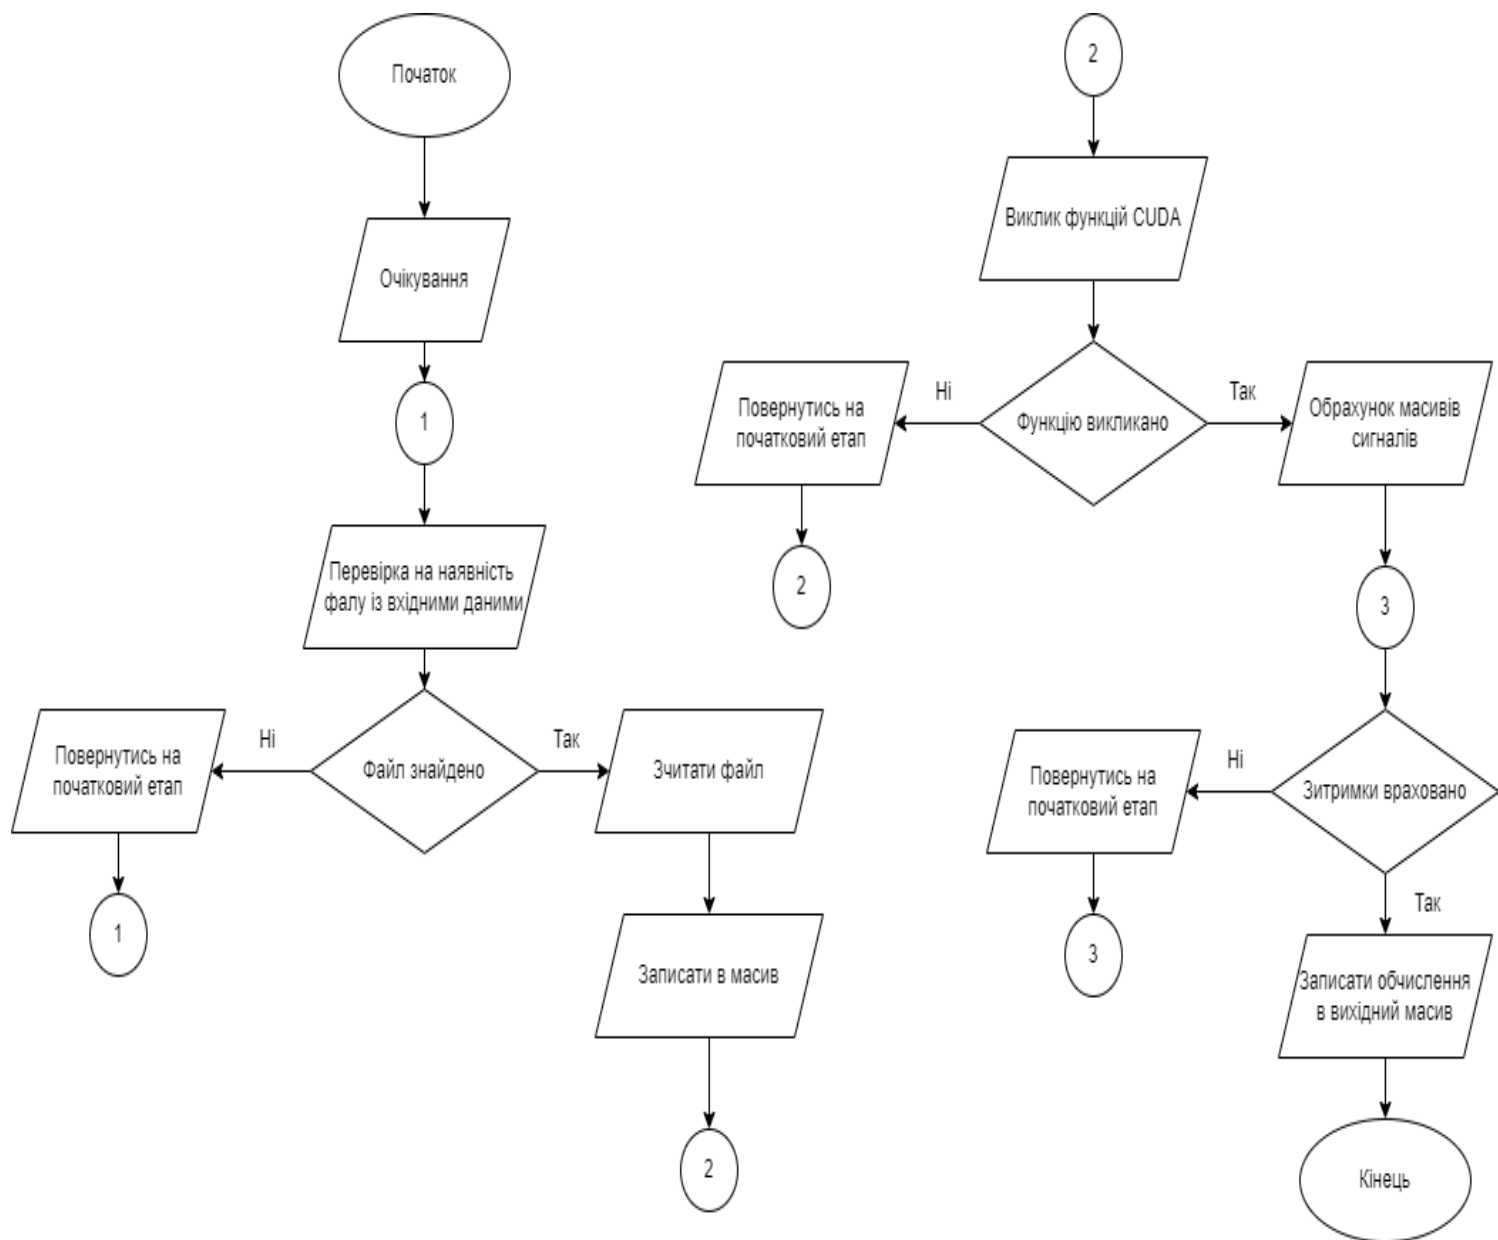 Початок
Очікування
1
Перевірка на наявність
фалу із вхідними даними
Файл знайдено
Ні
Так
Повернутись на
початковий етап
1
Зчитати файл
Записати в масив
2
2
Виклик функцій CUDA
Функцію викликано
Ні
Так
Повернутись на
початковий етап
2
Обрахунок масивів
сигналів
3
Зитримки враховано
Ні
Повернутись на
початковий етап
3
Так
Записати обчислення
в вихідний масив
Кінець